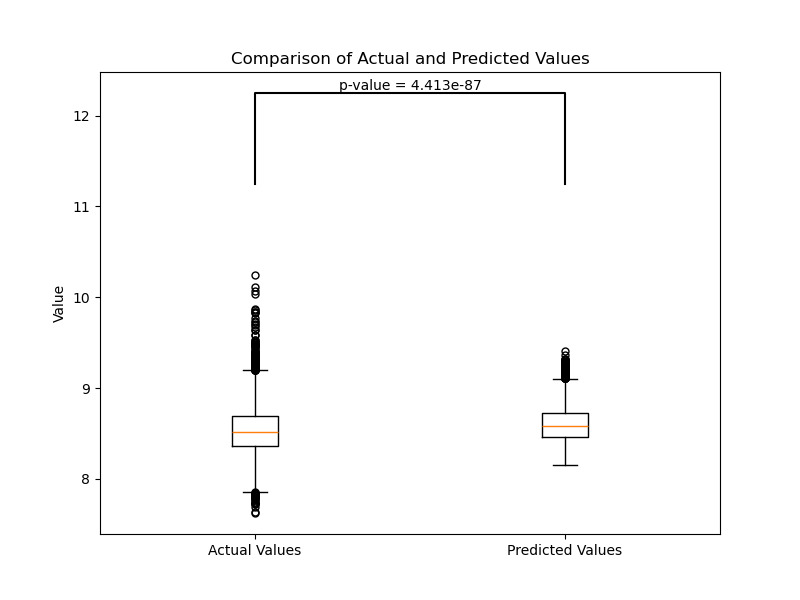 Comparison of Actual and Predicted Values
p-value = 4.413e-87
12
11
10
9
8
Value
Actual Values
Predicted Values